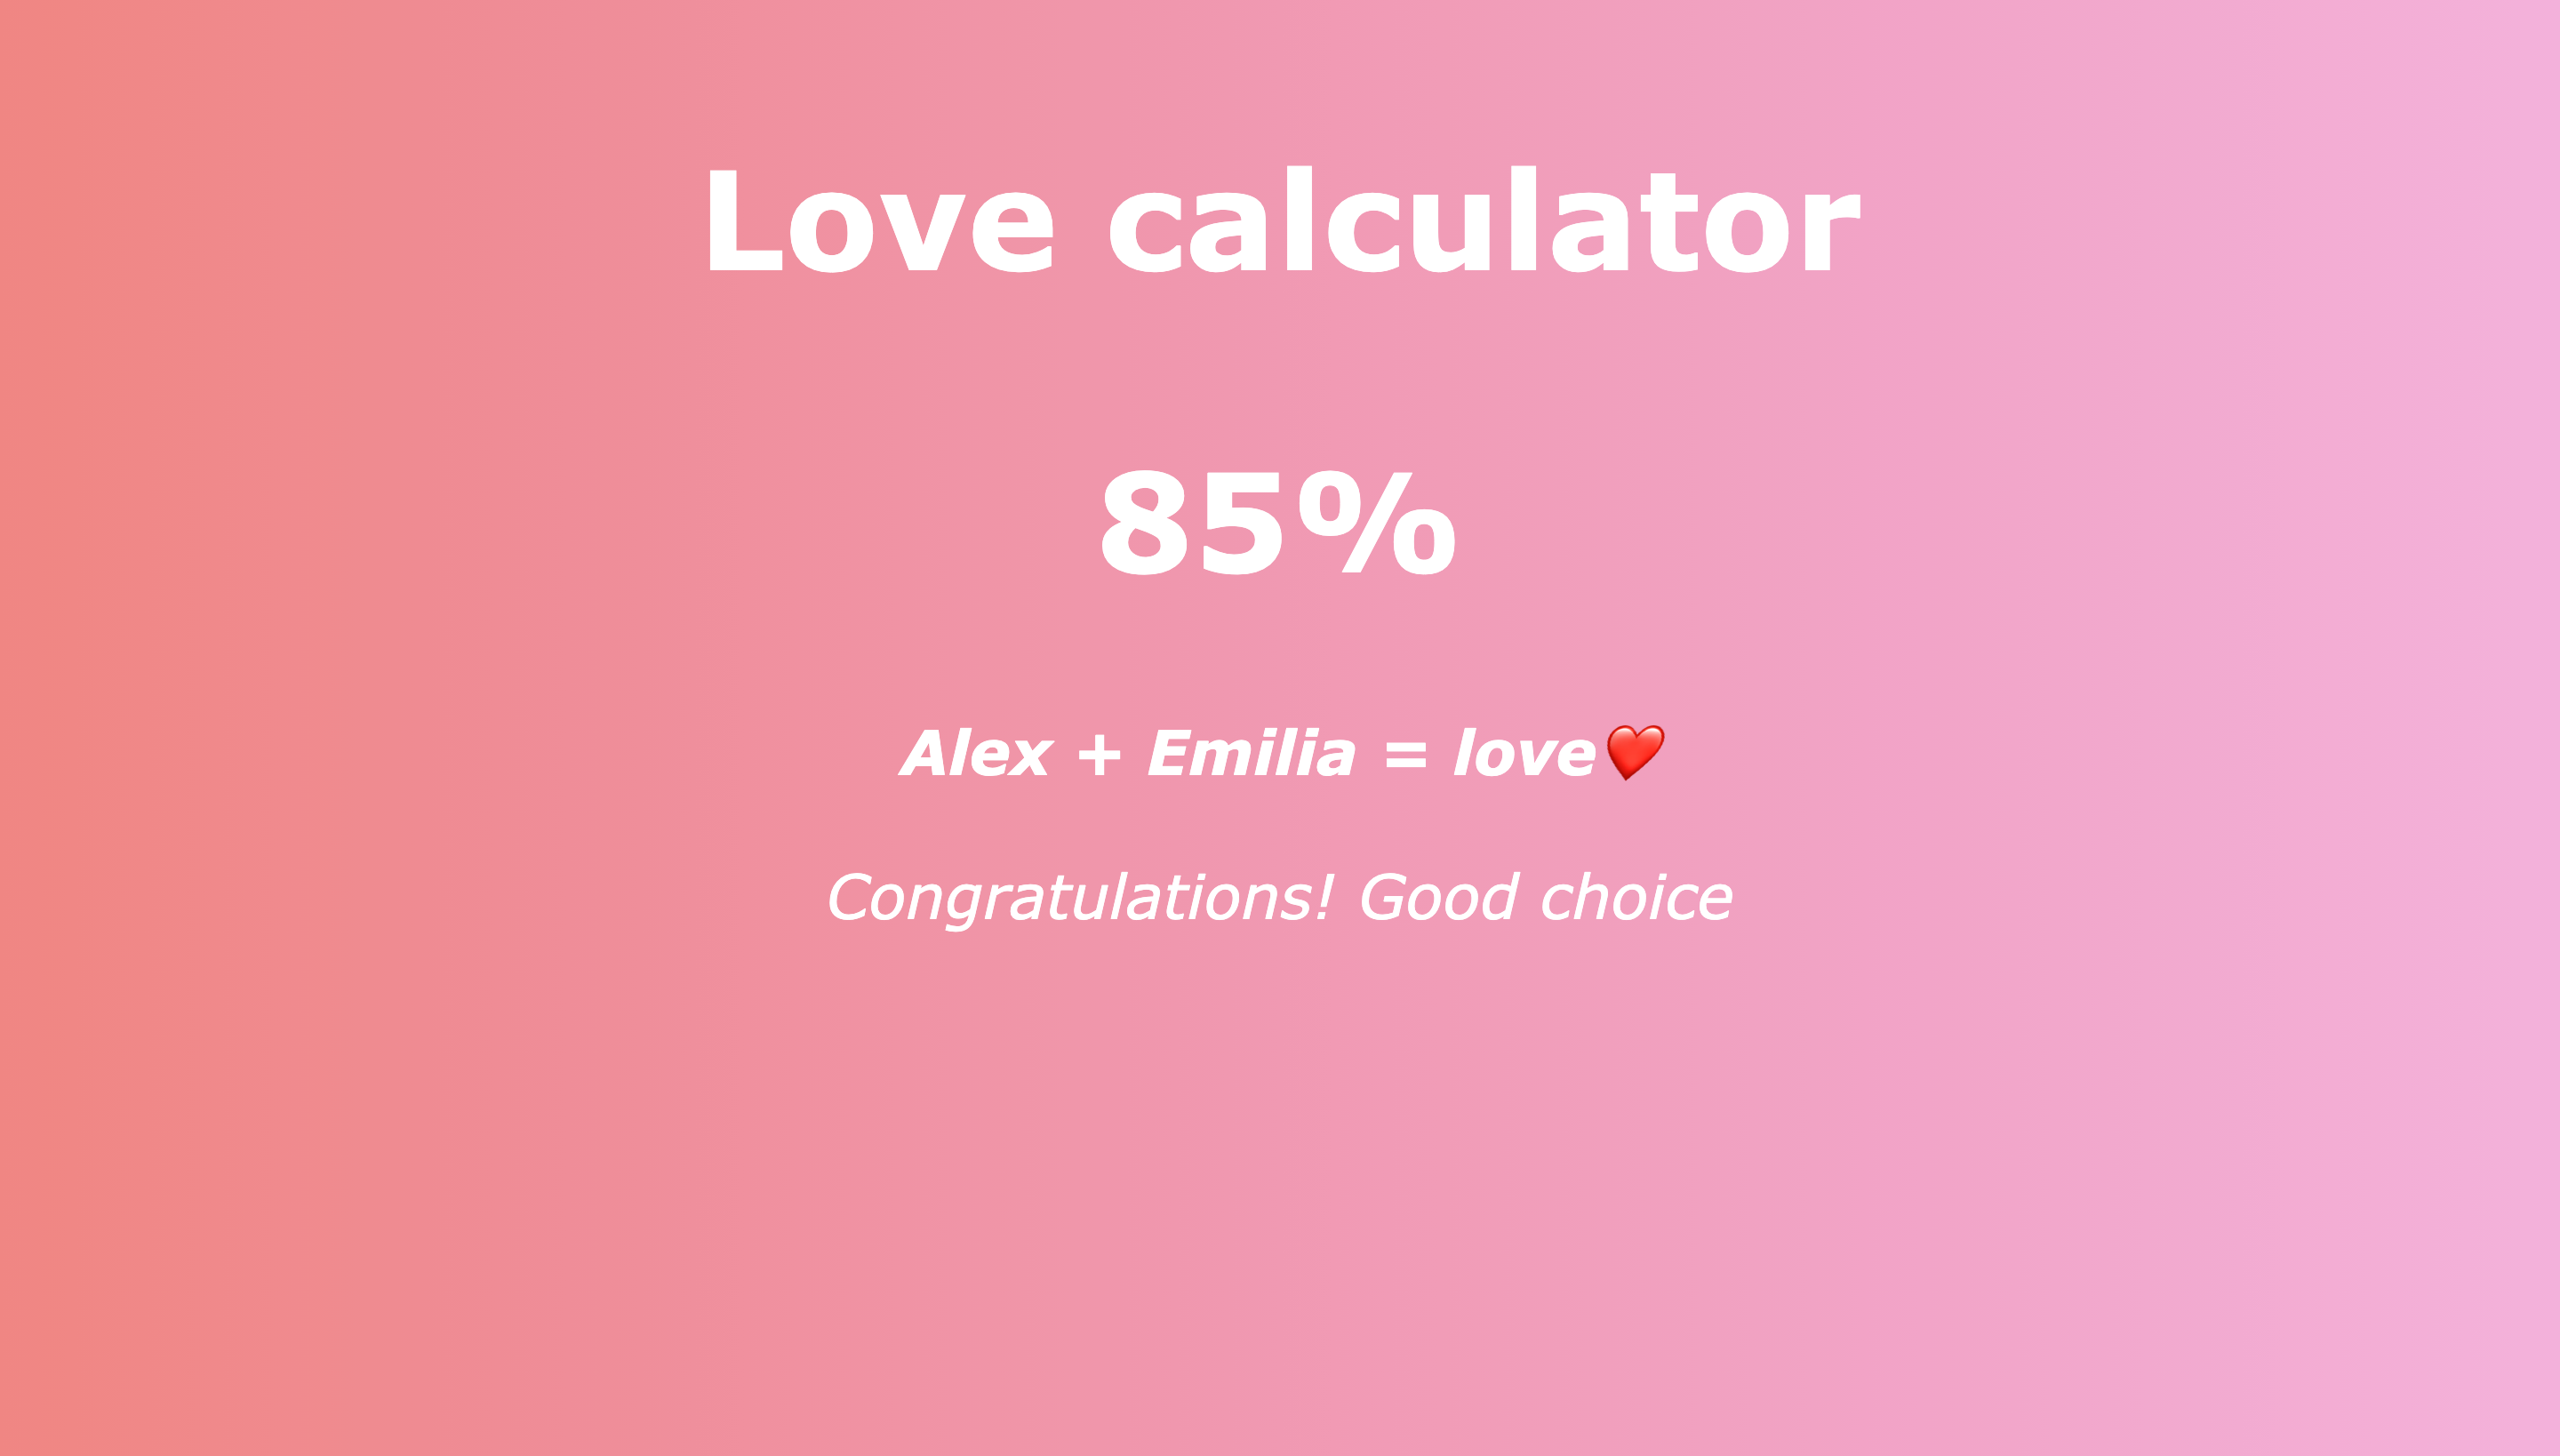 Love calculator
85%
Alex + Emilia = love❤️
Congratulations! Good choice